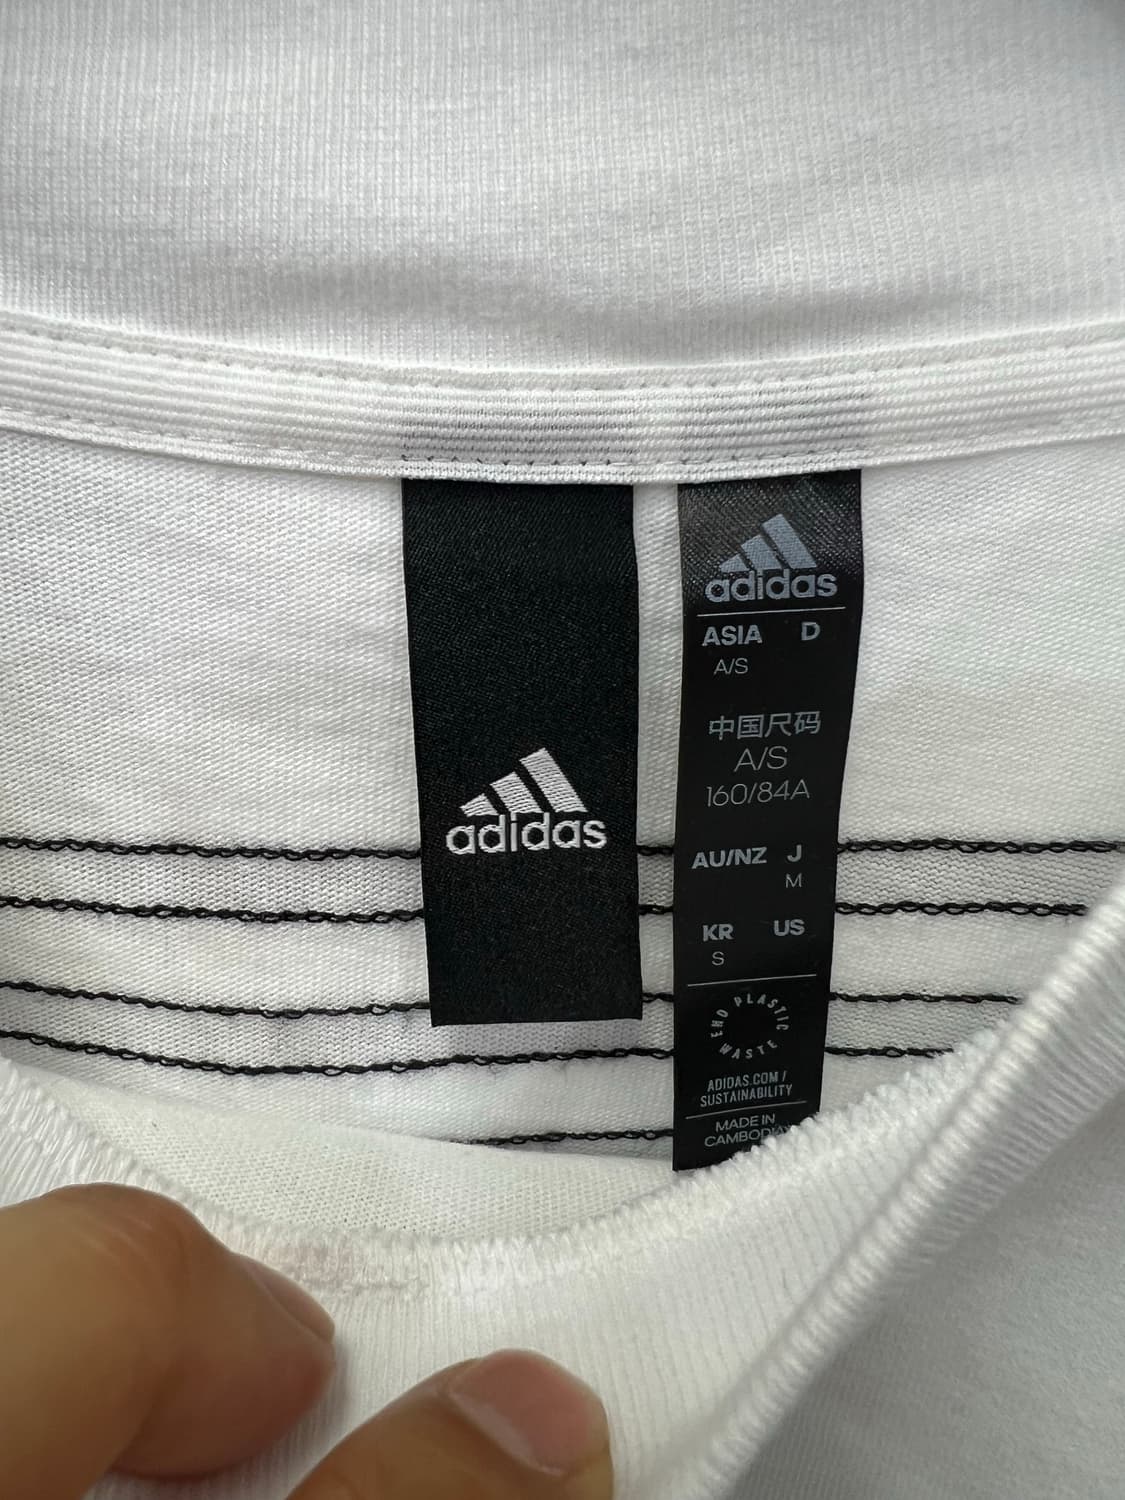 adidas
adidas
ASIA D
A/S
中国尺码
A/S
160/84A
AU/NZ J
M
KR US
S
END PLASTIC WASTE
ADIDAS.COM /
SUSTAINABILITY
MADE IN
CAMBODIA